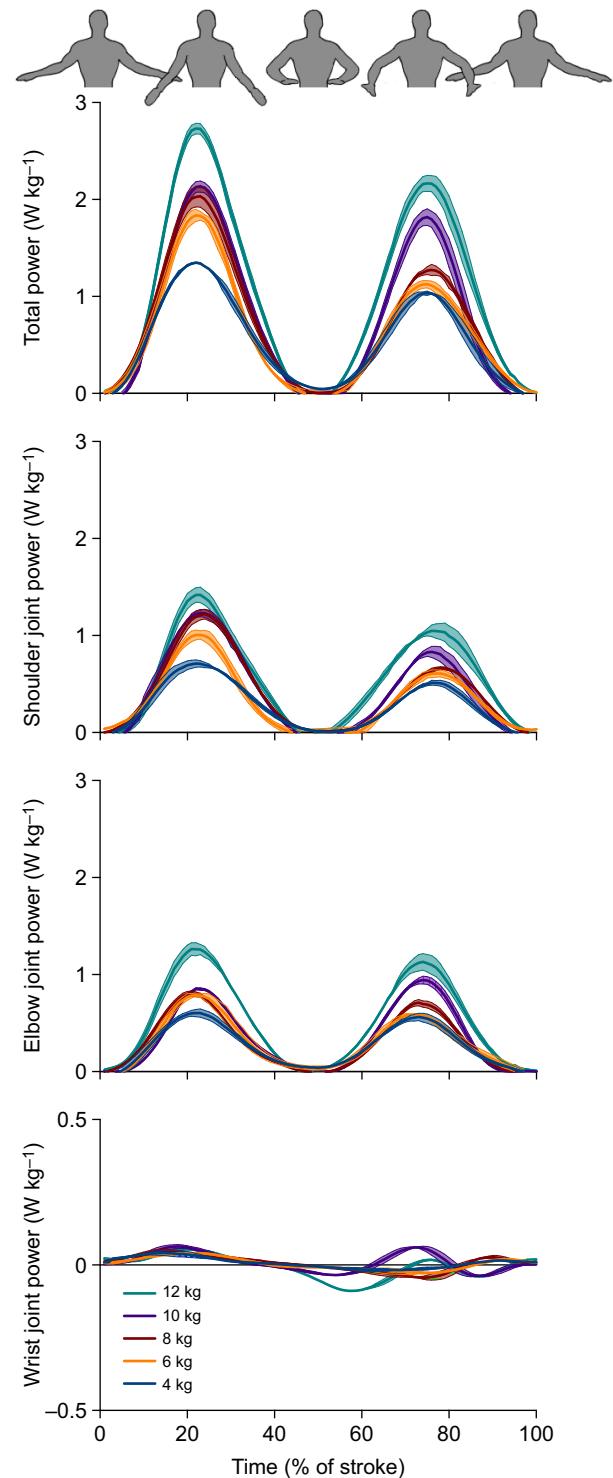 3
2
1
0
Total power (W kg–1)
3
2
1
0
Shoulder joint power (W kg–1)
3
2
1
0
Elbow joint power (W kg–1)
0.5
0
–0.5
Wrist joint power (W kg–1)
12 kg
10 kg
8 kg
6 kg
4 kg
0 20 40 60 80 100
Time (% of stroke)